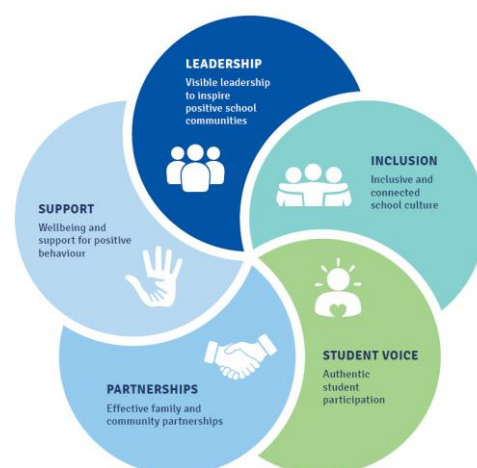 LEADERSHIP
Visible leadership
to inspire
positive school
communities
INCLUSION
Inclusive and
connected
school culture
STUDENT VOICE
Authentic
student
participation
PARTNERSHIPS
Effective family and
community partnerships
SUPPORT
Wellbeing and
support for positive
behaviour